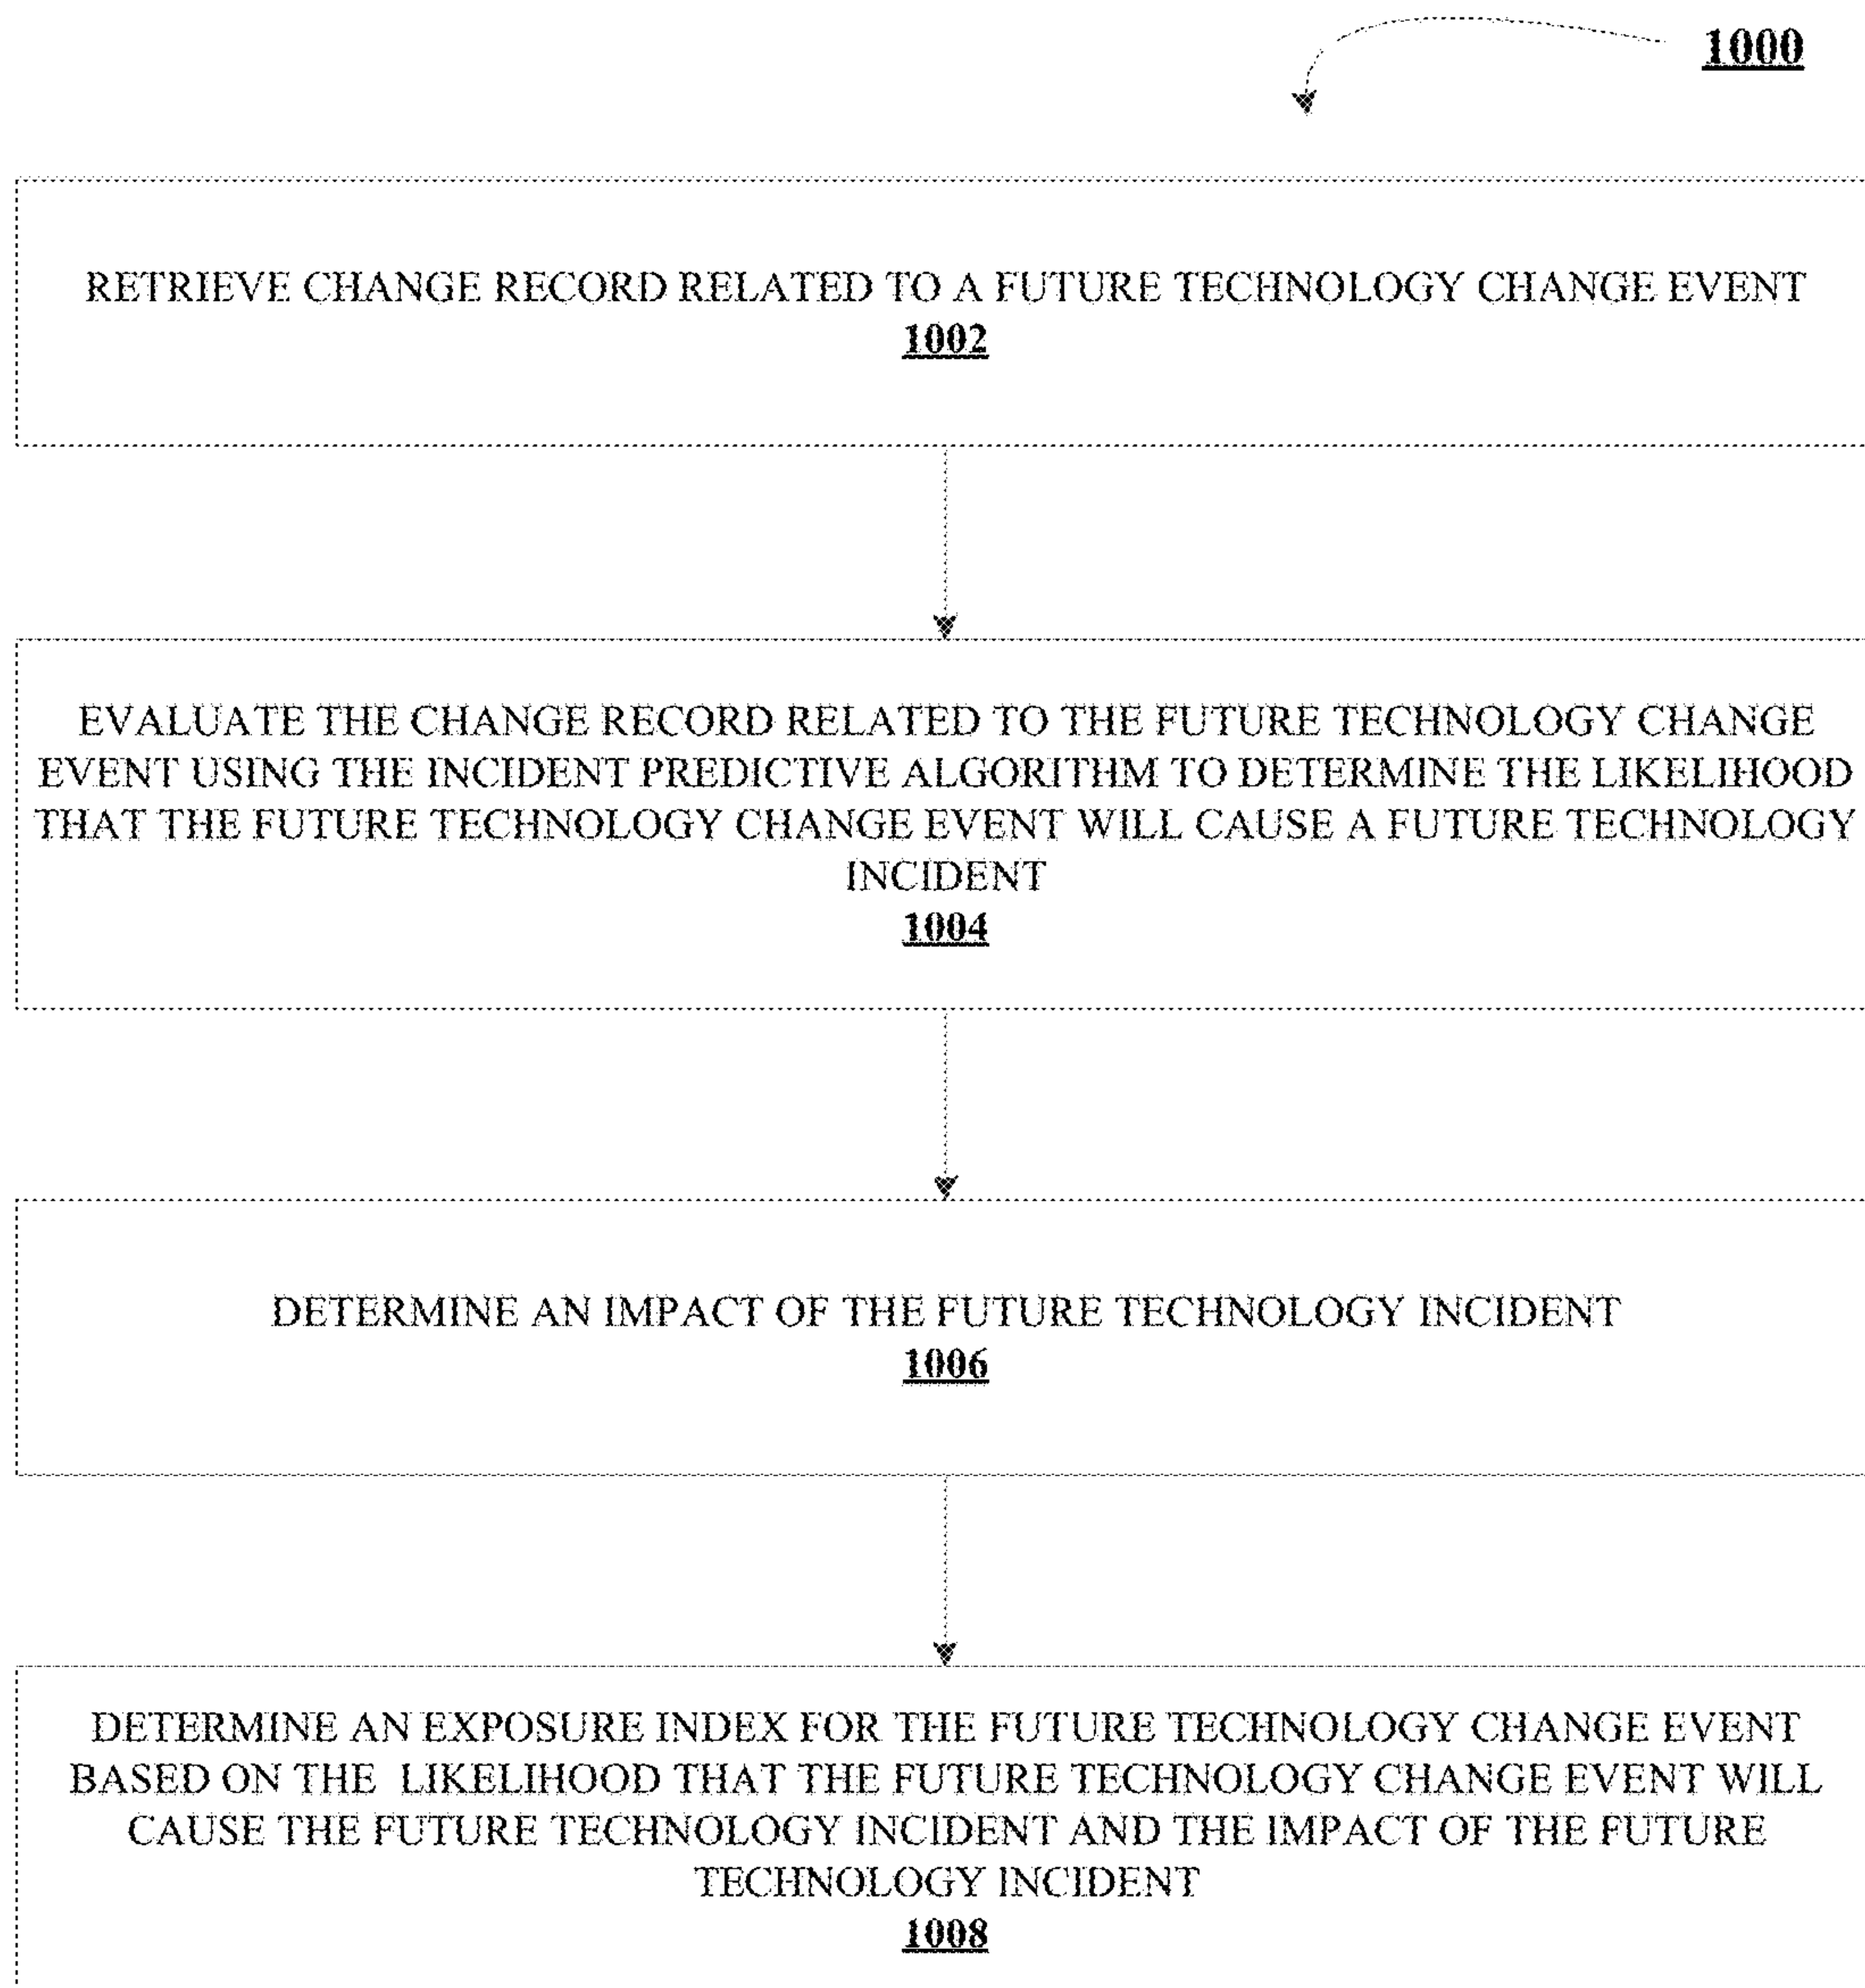 1000
RETRIEVE CHANGE RECORD RELATED TO A FUTURE TECHNOLOGY CHANGE EVENT
1002
EVALUATE THE CHANGE RECORD RELATED TO THE FUTURE TECHNOLOGY CHANGE
EVENT USING THE INCIDENT PREDICTIVE ALGORITHM TO DETERMINE THE LIKELIHOOD
THAT THE FUTURE TECHNOLOGY CHANGE EVENT WILL CAUSE A FUTURE TECHNOLOGY
INCIDENT
1004
DETERMINE AN IMPACT OF THE FUTURE TECHNOLOGY INCIDENT
1006
DETERMINE AN EXPOSURE INDEX FOR THE FUTURE TECHNOLOGY CHANGE EVENT
BASED ON THE LIKELIHOOD THAT THE FUTURE TECHNOLOGY CHANGE EVENT WILL
CAUSE THE FUTURE TECHNOLOGY INCIDENT AND THE IMPACT OF THE FUTURE
TECHNOLOGY INCIDENT
1008